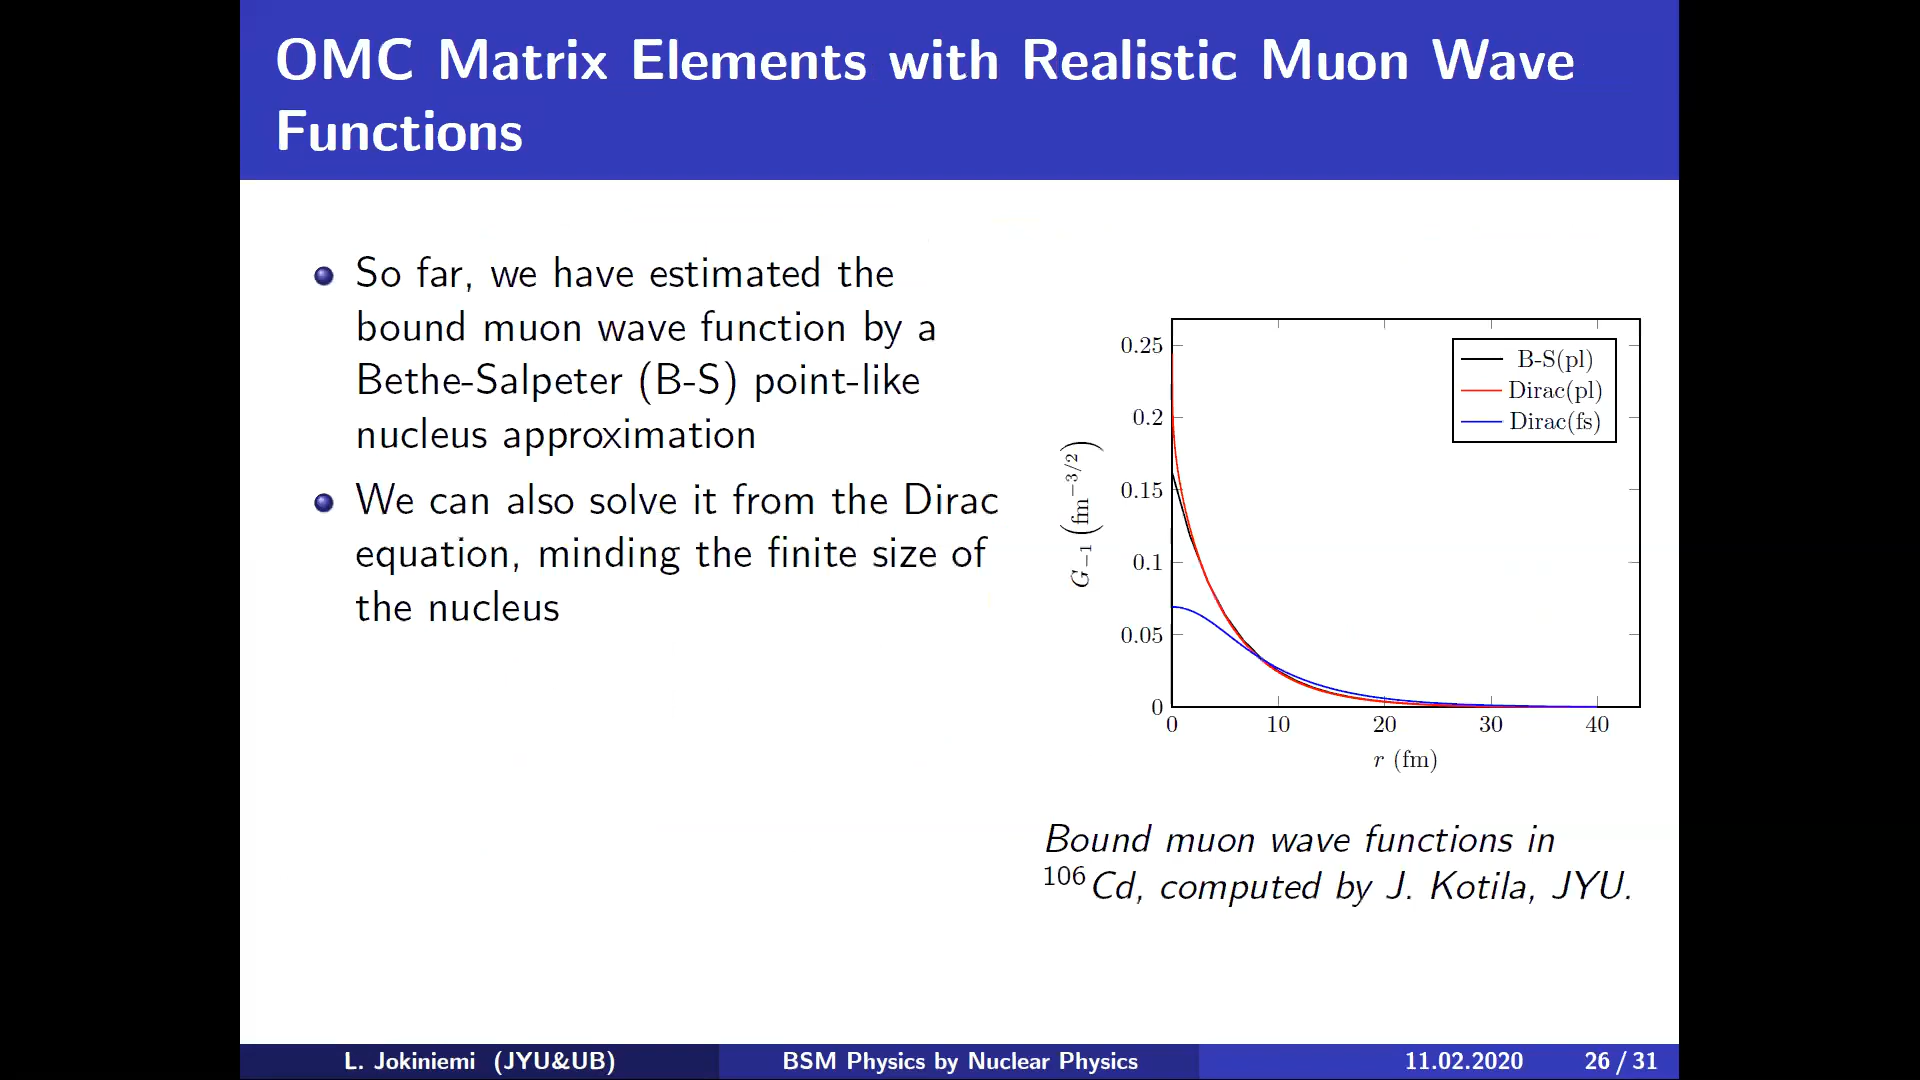 OMC Matrix Elements with Realistic Muon Wave
Functions
So far, we have estimated the
bound muon wave function by a
Bethe-Salpeter (B-S) point-like
nucleus approximation
We can also solve it from the Dirac
equation, minding the finite size of
the nucleus
0.25
0.2
0.15
0.1
0.05
0
G₋₁ (fm⁻³/²)
B-S(pl)
Dirac(pl)
Dirac(fs)
0 10 20 30 40
r (fm)
Bound muon wave functions in
¹⁰⁶Cd, computed by J. Kotila, JYU.
L. Jokiniemi (JYU&UB) BSM Physics by Nuclear Physics 11.02.2020 26 / 31